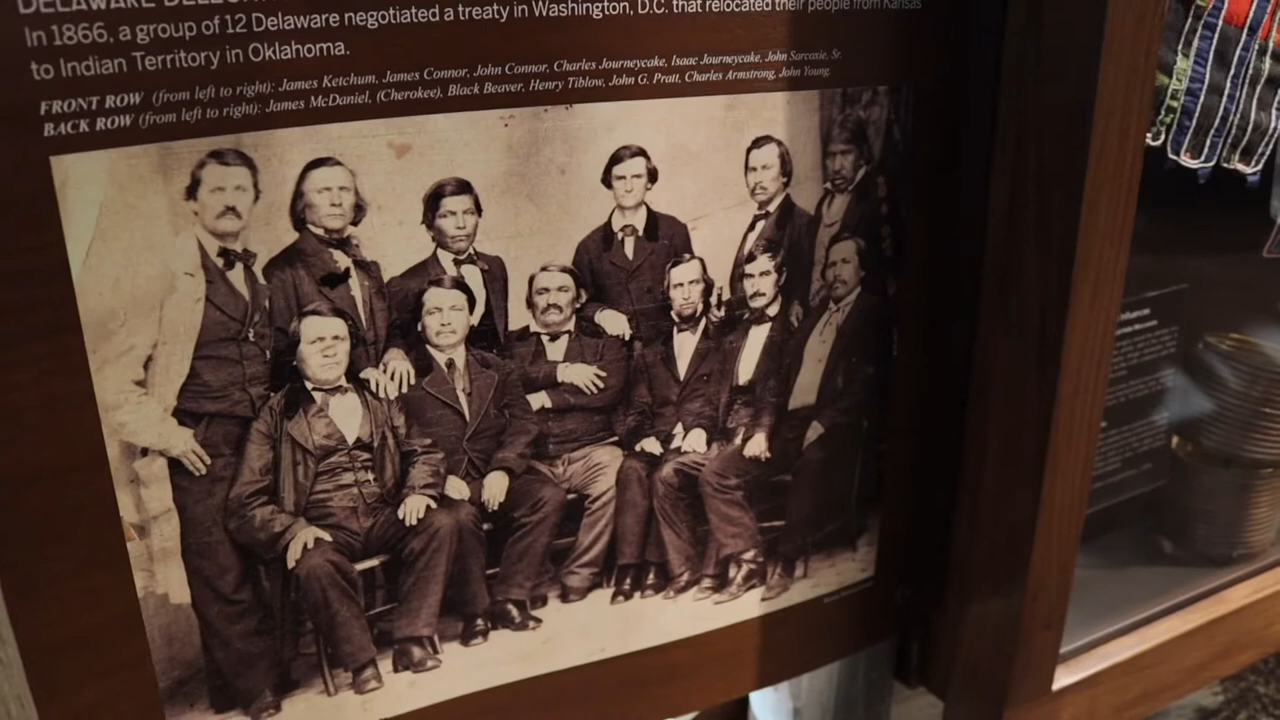 DELAWARE
In 1866, a group of 12 Delaware negotiated a treaty in Washington, D.C. that relocated their people from Kansas
to Indian Territory in Oklahoma.
FRONT ROW (from left to right): James Ketchum, James Connor, John Connor, Charles Journeycake, Isaac Journeycake, John Sarcoxie, Sr.
BACK ROW (from left to right): James McDaniel, (Cherokee), Black Beaver, Henry Tiblow, John G. Pratt, Charles Armstrong, John Young.